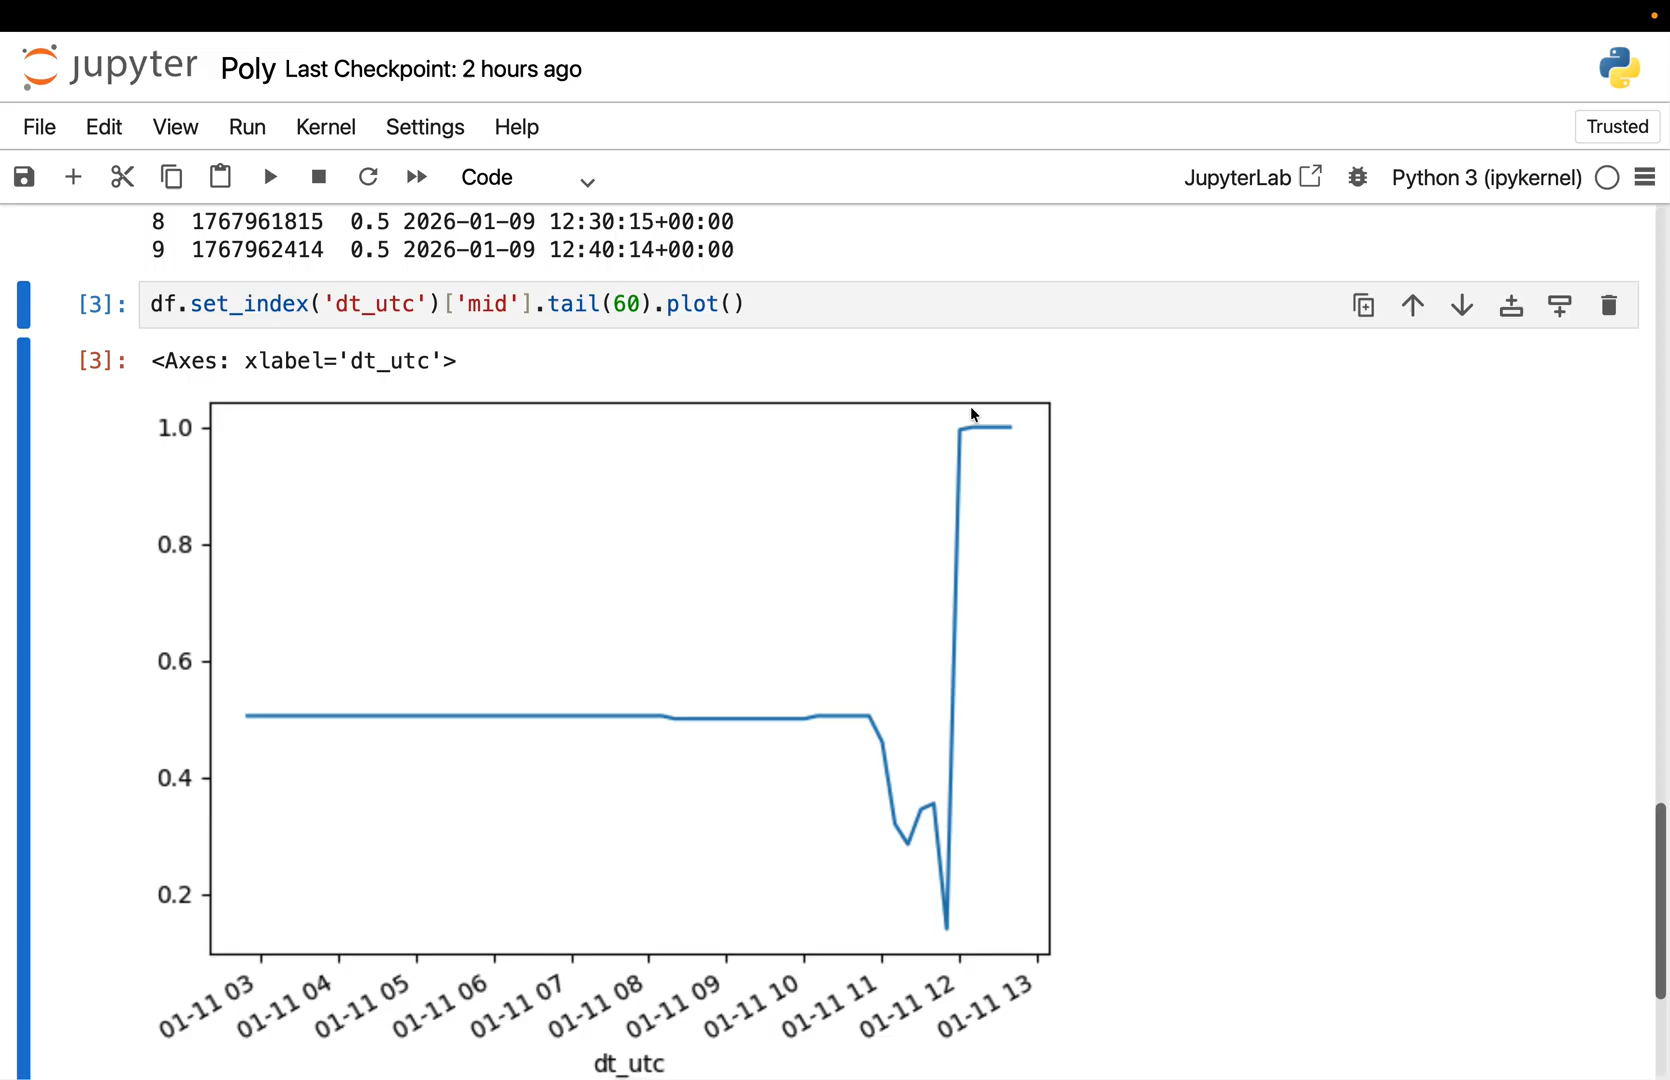 jupyter Poly Last Checkpoint: 2 hours ago
File Edit View Run Kernel Settings Help Trusted
Code JupyterLab Python 3 (ipykernel)
8 1767961815 0.5 2026-01-09 12:30:15+00:00
9 1767962414 0.5 2026-01-09 12:40:14+00:00
[3]: df.set_index('dt_utc')['mid'].tail(60).plot()
[3]: <Axes: xlabel='dt_utc'>
1.0
0.8
0.6
0.4
0.2
01-11 03 01-11 04 01-11 05 01-11 06 01-11 07 01-11 08 01-11 09 01-11 10 01-11 11 01-11 12 01-11 13
dt_utc